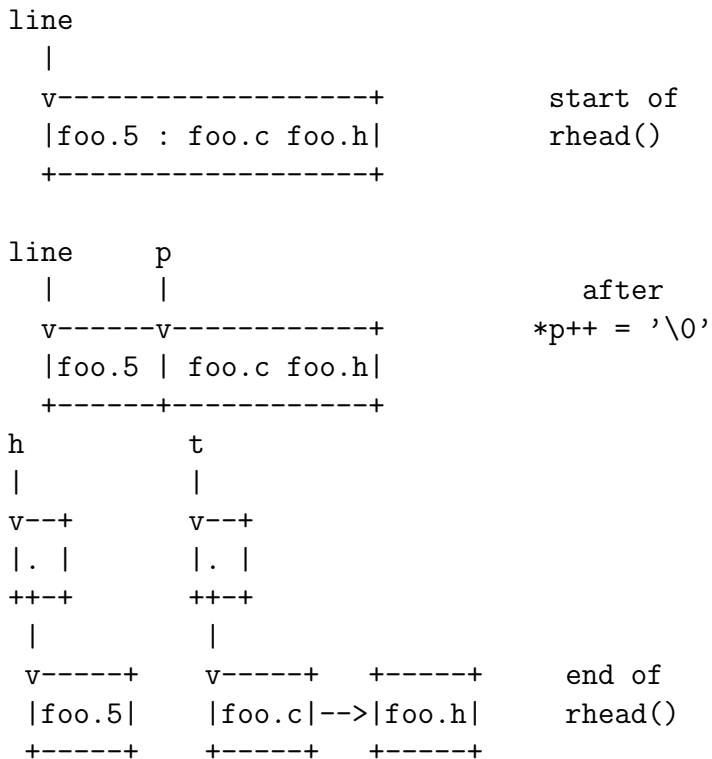 line
  |
  v-------------------+          start of
  |foo.5 : foo.c foo.h|          rhead()
  +-------------------+

line     p
  |      |                         after
  v------v------------+         *p++ = '\0'
  |foo.5 | foo.c foo.h|
  +------+------------+
h          t
|          |
v--+       v--+
|. |       |. |
++-+       ++-+
 |          |
 v-----+    v-----+   +-----+     end of
 |foo.5|    |foo.c|-->|foo.h|     rhead()
 +-----+    +-----+   +-----+